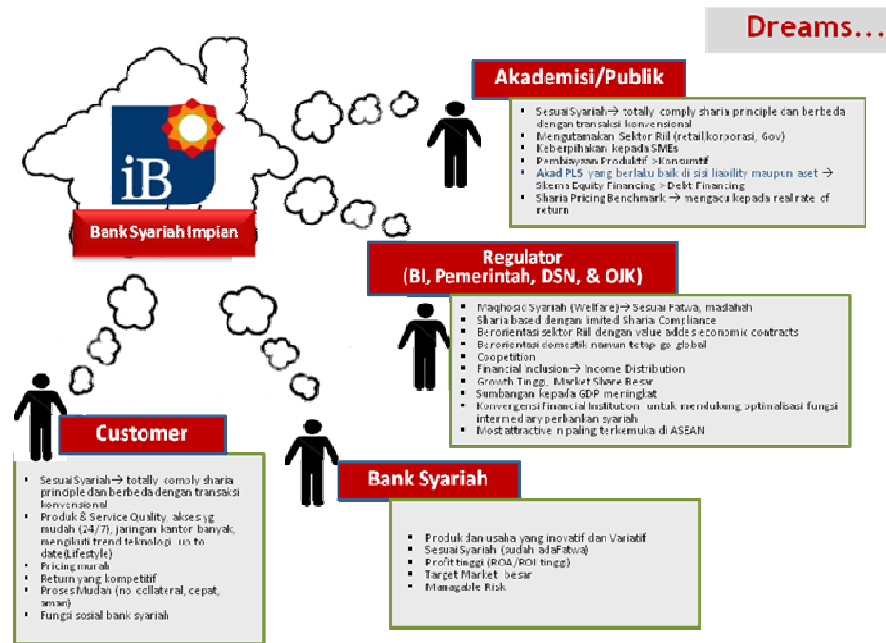 Dreams...
iB
Bank Syariah Impian
Akademisi/Publik
Sesuai Syariah→ totally comply sharia principle dan berbeda
dengan transaksi konvensional
Mengutamakan Sektor Riil (retail,korporasi, Gov)
Keberpihakan kepada SMEs
Pembiayaan Produktif >Konsumtif
Akad PLS yang berlaku baik di sisi liability maupun aset →
Skema Equity Financing > Debt Financing
Sharia Pricing Benchmark → mengacu kepada real rate of
return
Regulator
(BI, Pemerintah, DSN, & OJK)
Maqhosid Syariah (Welfare)→ Sesuai Fatwa, maslahah
Sharia based dengan limited Sharia Compliance
Berorientasi sektor Riil dengan value addes economic contracts
Berorientasi domestik namun tetap go global
Coopetition
Financial Inclusion→ Income Distribution
Growth Tinggi, Market Share Besar
Sumbangan kepada GDP meningkat
Konvergensi Financial Institution untuk mendukung optimalisasi fungsi
intermediary perbankan syariah
Most attractive n paling terkemuka di ASEAN
Customer
Sesuai Syariah→ totally comply sharia
principle dan berbeda dengan transaksi
konvensional
Produk & Service Quality, akses yg
mudah (24/7), jaringan kantor banyak,
mengikuti trend teknologi up to
date(Lifestyle)
Pricing murah
Return yang kompetitif
Proses Mudah (no collateral, cepat,
aman)
Fungsi sosial bank syariah
Bank Syariah
Produk dan usaha yang inovatif dan Variatif
Sesuai Syariah (sudah ada Fatwa)
Profit tinggi (ROA/ROI tinggi)
Target Market besar
Managable Risk